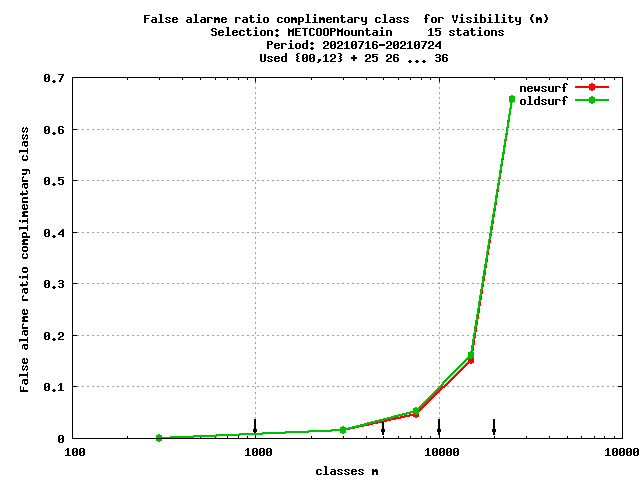 False alarme ratio complimentary class  for Visibility (m)
Selection: METCOOPMountain     15 stations
Period: 20210716-20210724
Used {00,12} + 25 26 ... 36
newsurf
oldsurf
False alarme ratio complimentary class
0.7
0.6
0.5
0.4
0.3
0.2
0.1
0
100 1000 10000 10000
classes m